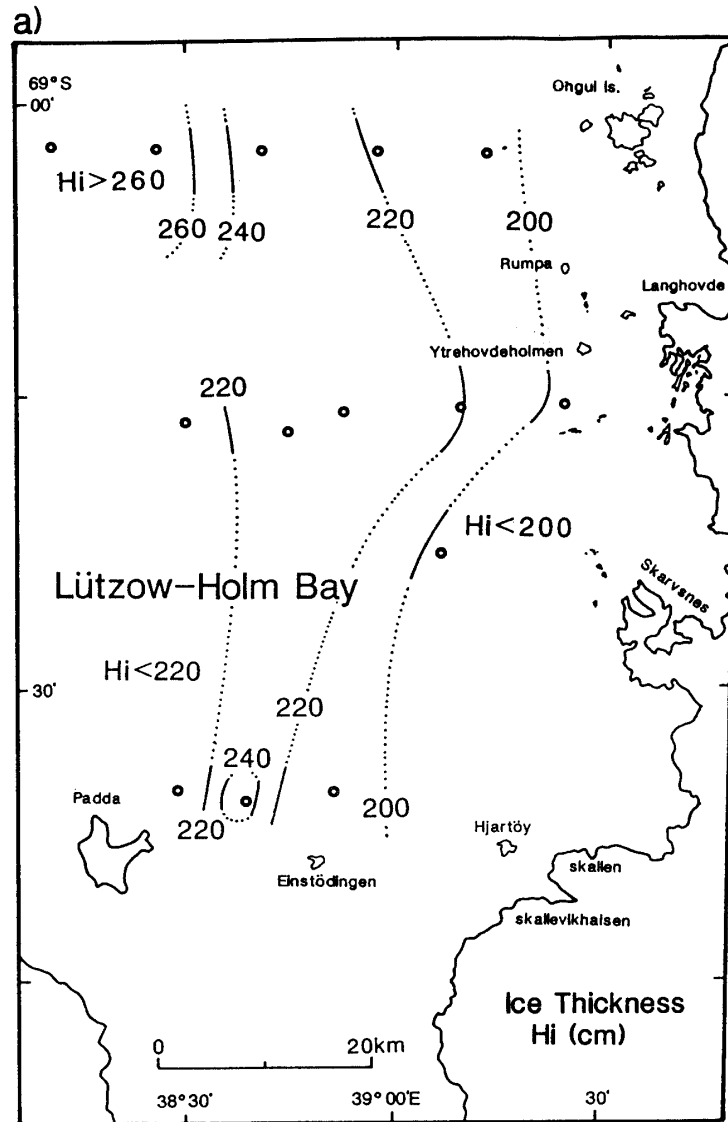 a)
69°S
00'
Ohgul Is.
Hi>260
260
240
220
200
Rumpa
Langhovde
Ytrehovdeholmen
220
Hi<200
Lützow-Holm Bay
Skarvsnes
Hi<220
30'
220
240
Padda
220
200
Hjartöy
skallen
Einstödingen
skallevikhalsen
Ice Thickness
Hi (cm)
0 20km
38°30' 39°00'E 30'